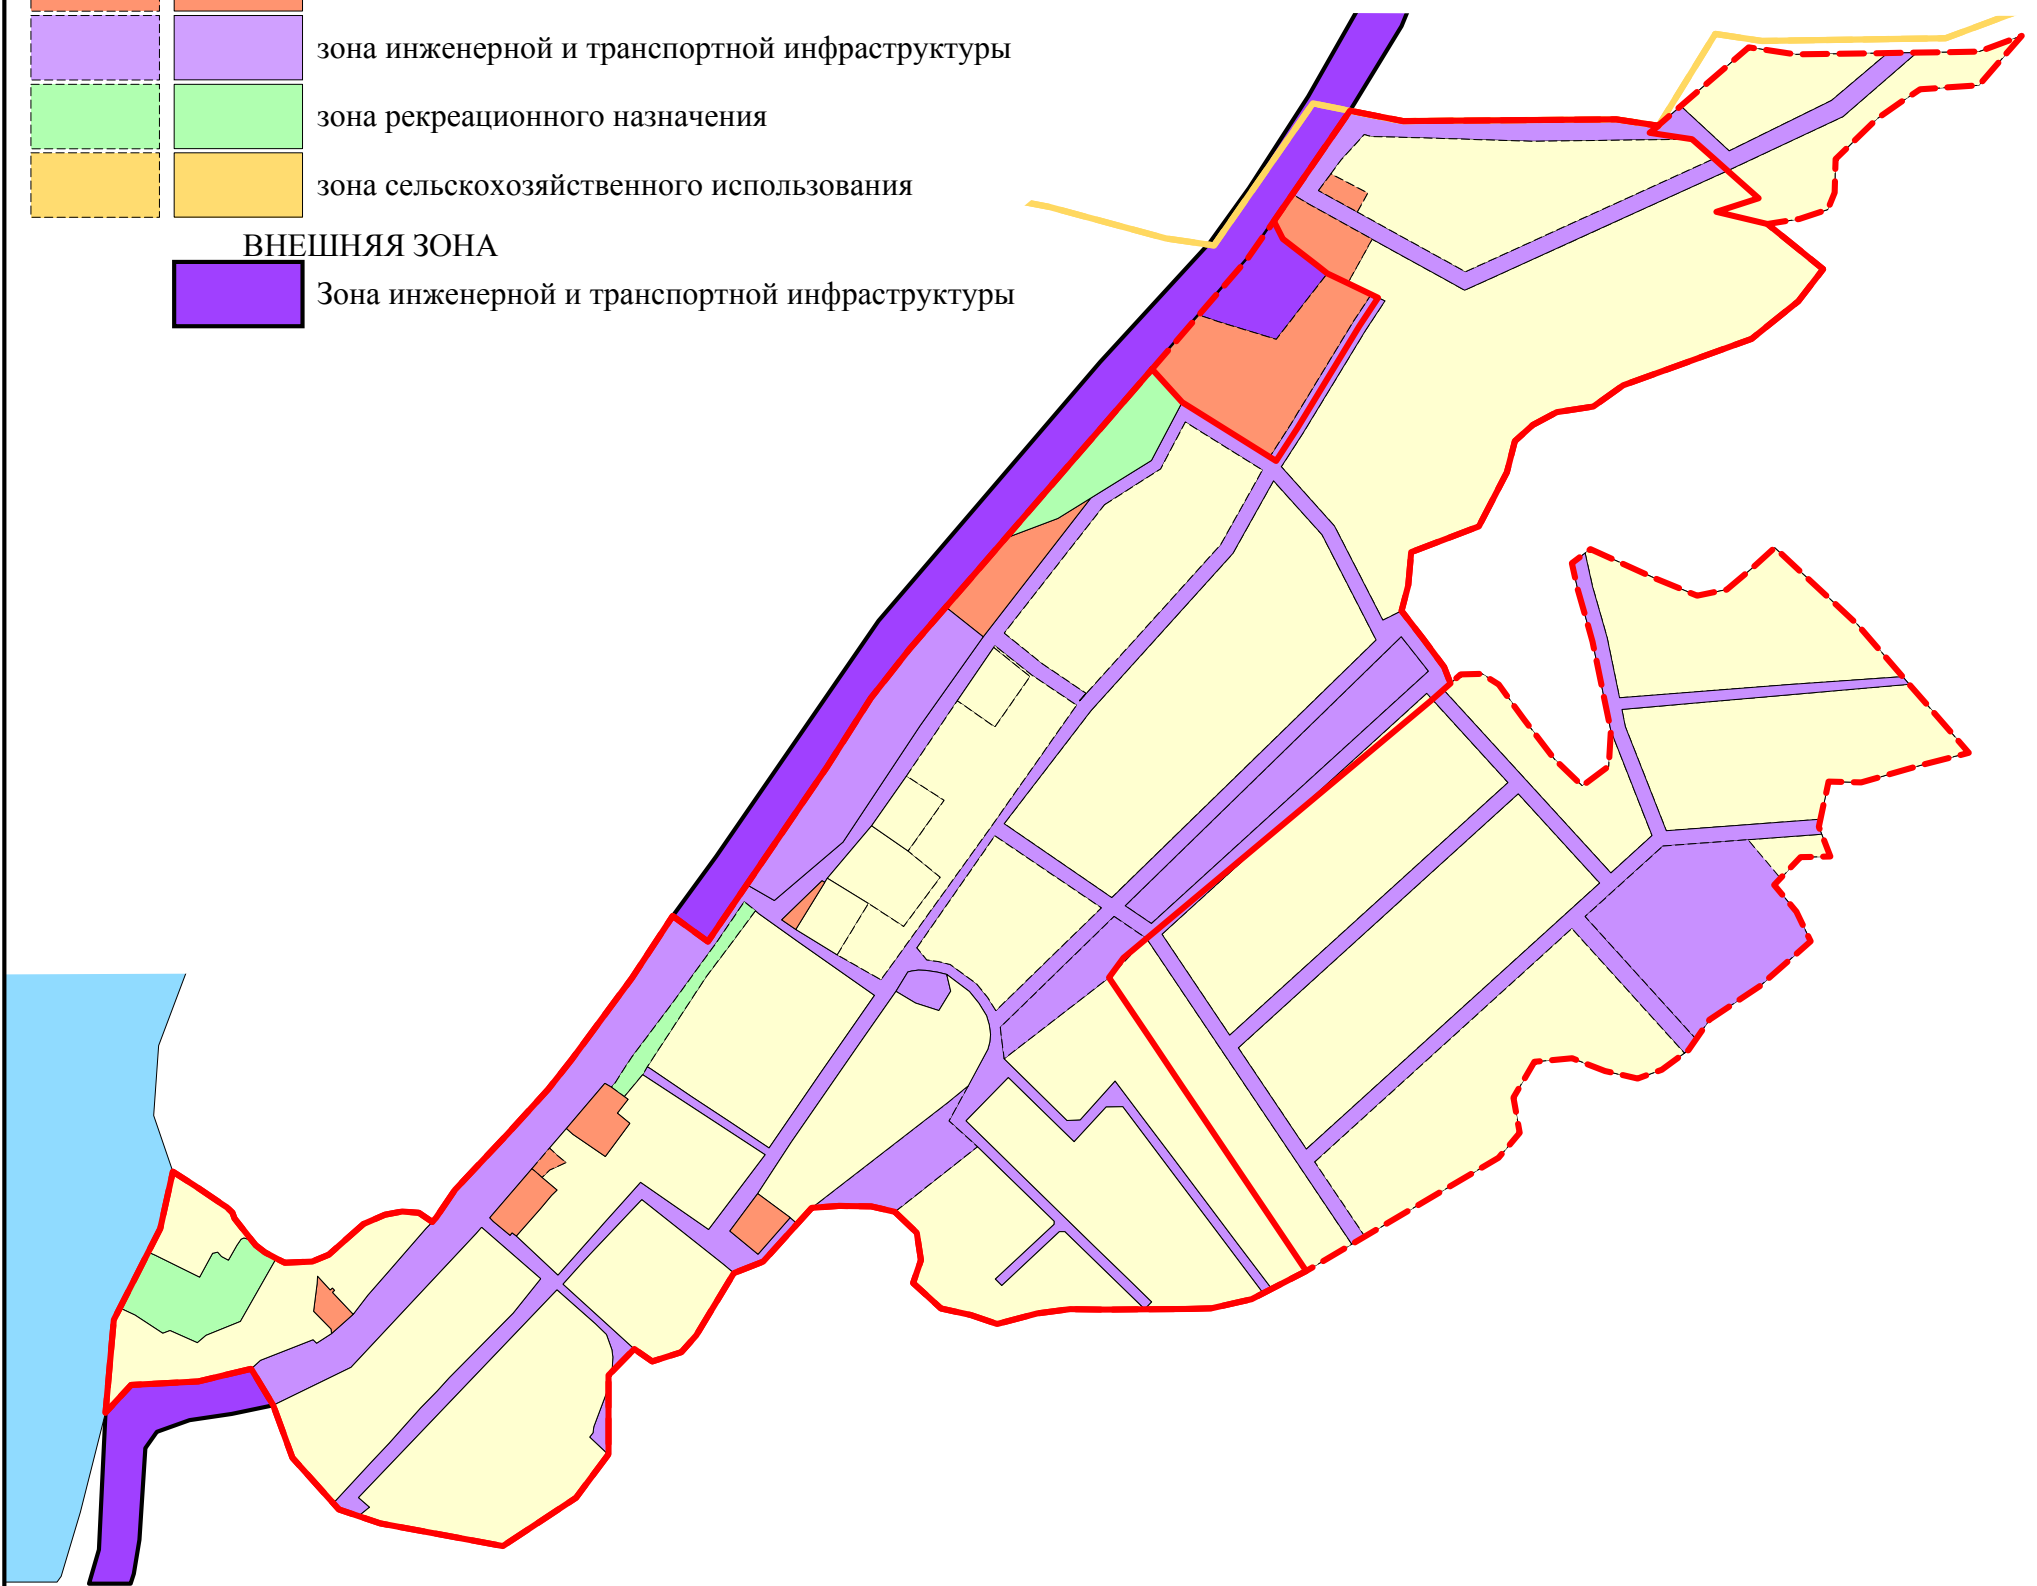 зона инженерной и транспортной инфраструктуры
зона рекреационного назначения
зона сельскохозяйственного использования
ВНЕШНЯЯ ЗОНА
Зона инженерной и транспортной инфраструктуры